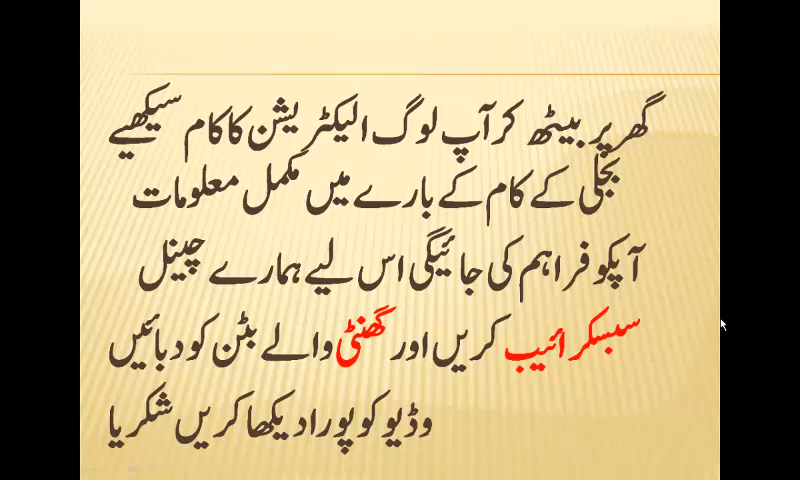 گھر پر بیٹھ کر آپ لوگ الیکٹریشن کا کام سیکھیے
بجلی کے کام کے بارے میں مکمل معلومات
آپکو فراہم کی جائیگی اس لیے ہمارے چینل
سبسکرائیب کریں اور گھنٹی والے بٹن کو دبائیں
وڈیو کو پورا دیکھا کریں شکریا